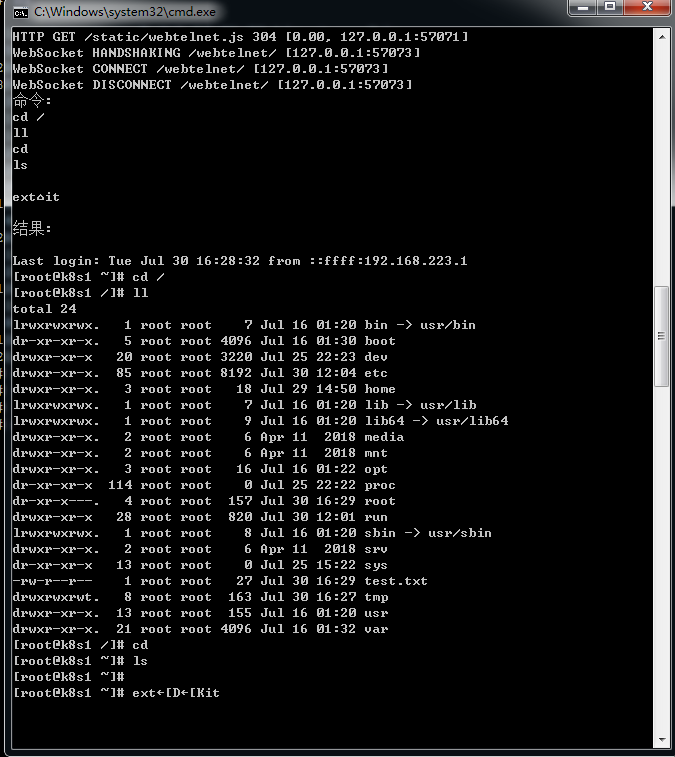 C:\Windows\system32\cmd.exe
HTTP GET /static/webtelnet.js 304 [0.00, 127.0.0.1:57071]
WebSocket HANDSHAKING /webtelnet/ [127.0.0.1:57073]
WebSocket CONNECT /webtelnet/ [127.0.0.1:57073]
WebSocket DISCONNECT /webtelnet/ [127.0.0.1:57073]
命令:
cd /
ll
cd
ls
ext⌂it
结果:
Last login: Tue Jul 30 16:28:32 from ::ffff:192.168.223.1
[root@k8s1 ~]# cd /
[root@k8s1 /]# ll
total 24
lrwxrwxrwx.   1 root root    7 Jul 16 01:20 bin -> usr/bin
dr-xr-xr-x.   5 root root 4096 Jul 16 01:30 boot
drwxr-xr-x   20 root root 3220 Jul 25 22:23 dev
drwxr-xr-x.  85 root root 8192 Jul 30 12:04 etc
drwxr-xr-x.   3 root root   18 Jul 29 14:50 home
lrwxrwxrwx.   1 root root    7 Jul 16 01:20 lib -> usr/lib
lrwxrwxrwx.   1 root root    9 Jul 16 01:20 lib64 -> usr/lib64
drwxr-xr-x.   2 root root    6 Apr 11  2018 media
drwxr-xr-x.   2 root root    6 Apr 11  2018 mnt
drwxr-xr-x.   3 root root   16 Jul 16 01:22 opt
dr-xr-xr-x  114 root root    0 Jul 25 22:22 proc
dr-xr-x---.   4 root root  157 Jul 30 16:29 root
drwxr-xr-x   28 root root  820 Jul 30 12:01 run
lrwxrwxrwx.   1 root root    8 Jul 16 01:20 sbin -> usr/sbin
drwxr-xr-x.   2 root root    6 Apr 11  2018 srv
dr-xr-xr-x   13 root root    0 Jul 25 15:22 sys
-rw-r--r--    1 root root   27 Jul 30 16:29 test.txt
drwxrwxrwt.   8 root root  163 Jul 30 16:27 tmp
drwxr-xr-x.  13 root root  155 Jul 16 01:20 usr
drwxr-xr-x.  21 root root 4096 Jul 16 01:32 var
[root@k8s1 /]# cd
[root@k8s1 ~]# ls
[root@k8s1 ~]#
[root@k8s1 ~]# ext←[D←[Kit